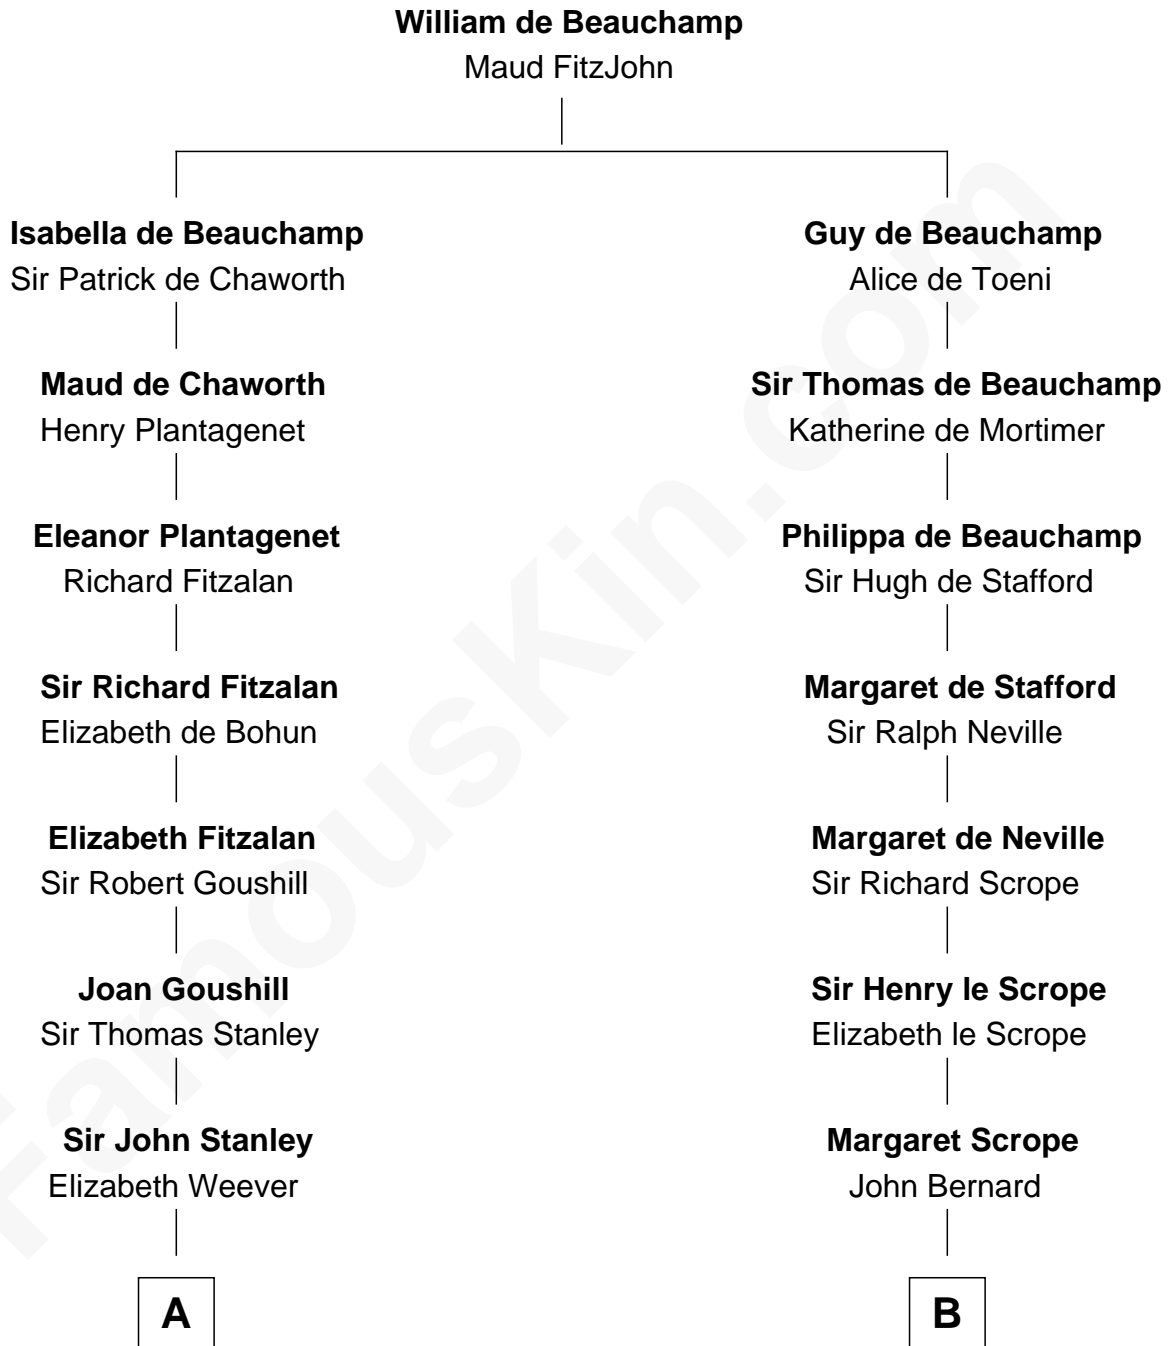 William de Beauchamp
Maud FitzJohn
Isabella de Beauchamp
Sir Patrick de Chaworth
Guy de Beauchamp
Alice de Toeni
Maud de Chaworth
Henry Plantagenet
Sir Thomas de Beauchamp
Katherine de Mortimer
Eleanor Plantagenet
Richard Fitzalan
Philippa de Beauchamp
Sir Hugh de Stafford
Sir Richard Fitzalan
Elizabeth de Bohun
Margaret de Stafford
Sir Ralph Neville
Elizabeth Fitzalan
Sir Robert Goushill
Margaret de Neville
Sir Richard Scrope
Joan Goushill
Sir Thomas Stanley
Sir Henry le Scrope
Elizabeth le Scrope
Sir John Stanley
Elizabeth Weever
Margaret Scrope
John Bernard
A
B
FamousKin.com